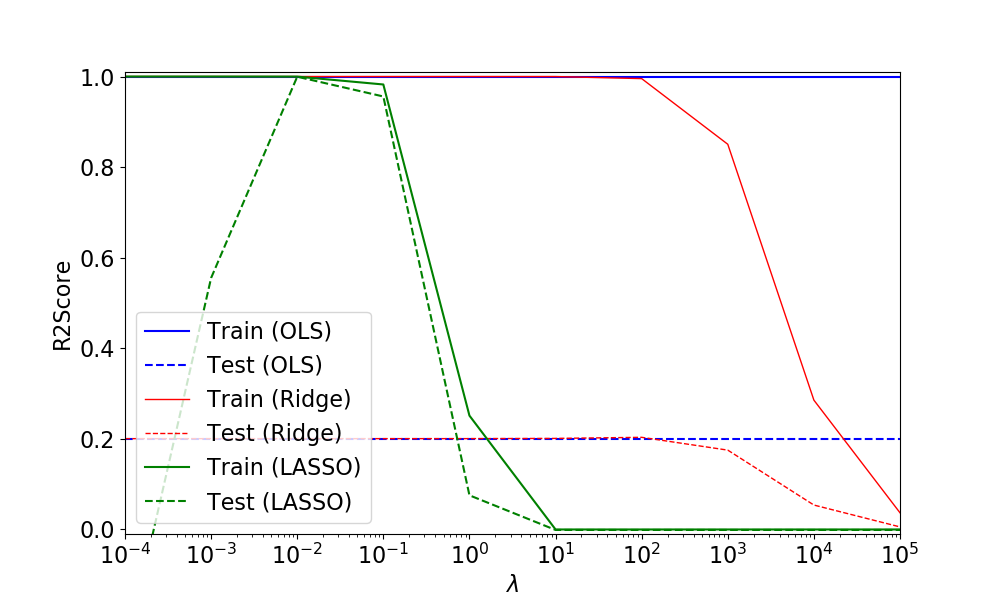 1.0
0.8
0.6
0.4
0.2
0.0
R2Score
Train (OLS)
Test (OLS)
Train (Ridge)
Test (Ridge)
Train (LASSO)
Test (LASSO)
10⁻⁴ 10⁻³ 10⁻² 10⁻¹ 10⁰ 10¹ 10² 10³ 10⁴ 10⁵
λ